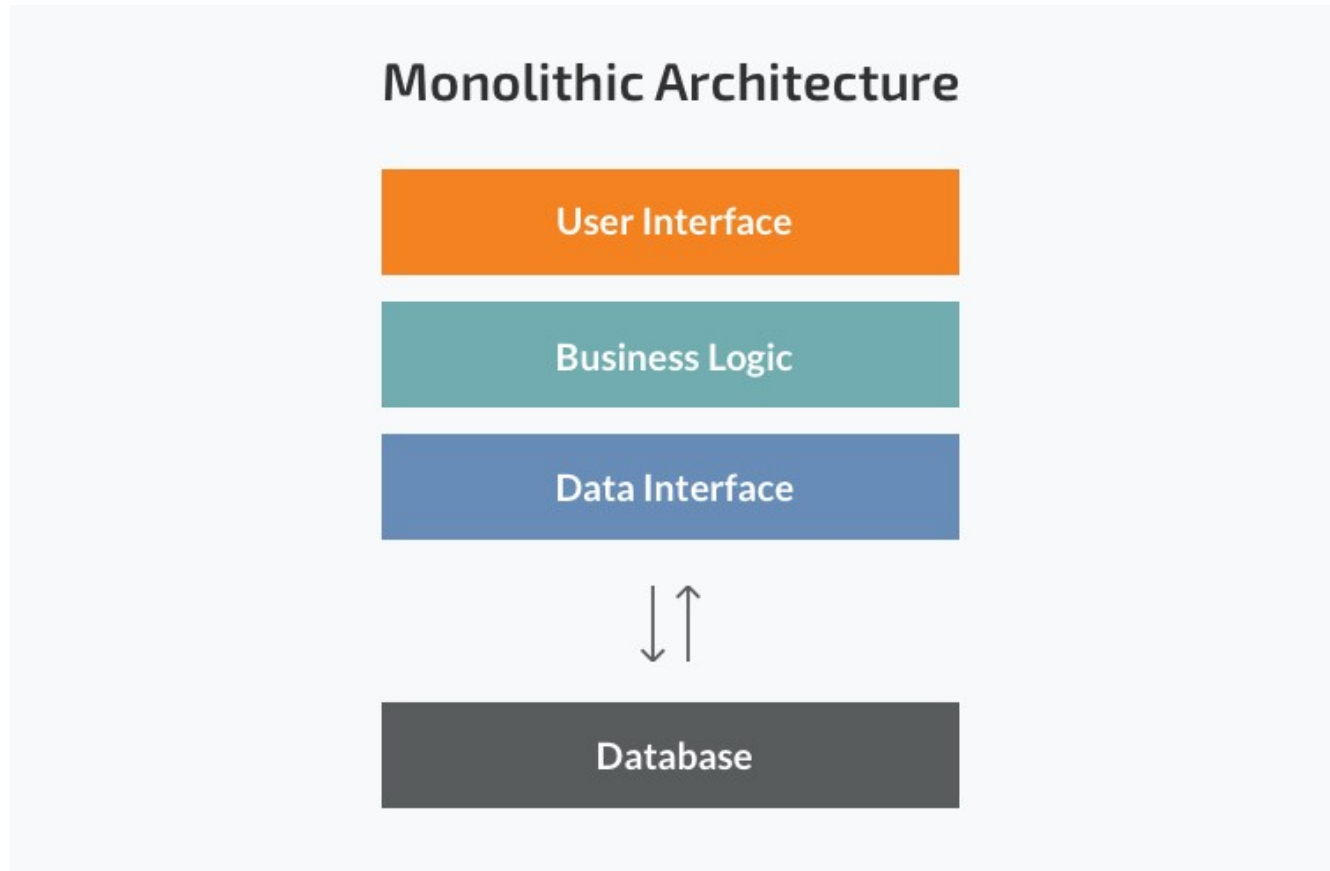 Monolithic Architecture
User Interface
Business Logic
Data Interface
Database